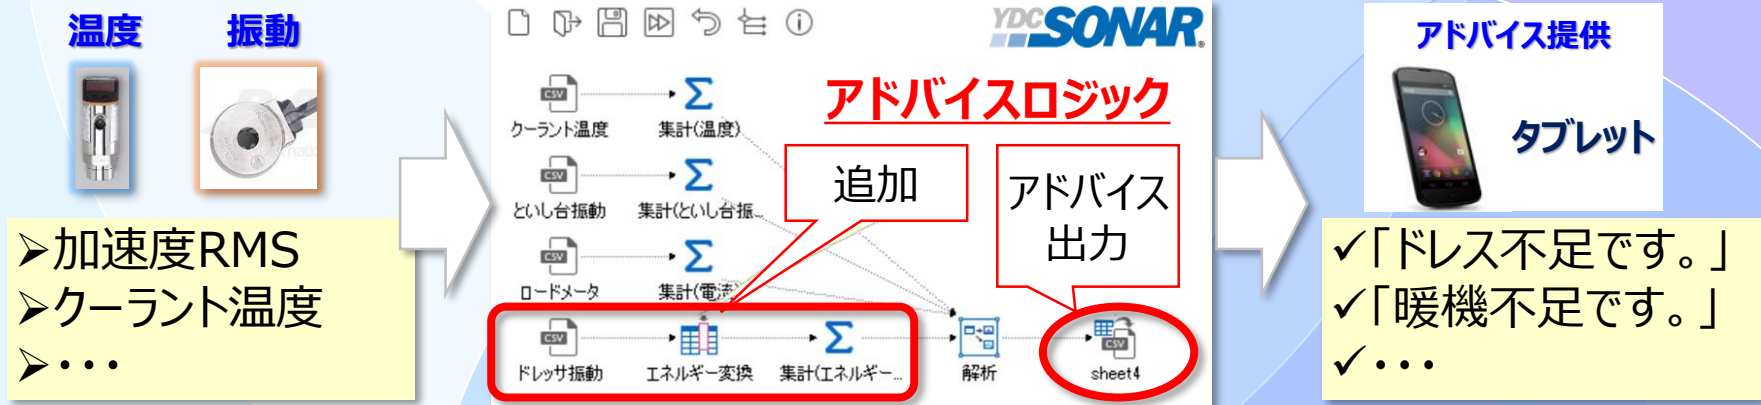 温度
振動
➢加速度RMS
➢クーラント温度
➢・・・
YDC SONAR.
アドバイスロジック
CSV
クーラント温度
集計(温度)
CSV
といし台振動
集計(といし台振...
CSV
ロードメータ
集計(電流)
CSV
ドレッサ振動
エネルギー変換
集計(エネルギー...
解析
CSV
sheet4
追加
アドバイス
出力
アドバイス提供
タブレット
✓「ドレス不足です。」
✓「暖機不足です。」
✓・・・